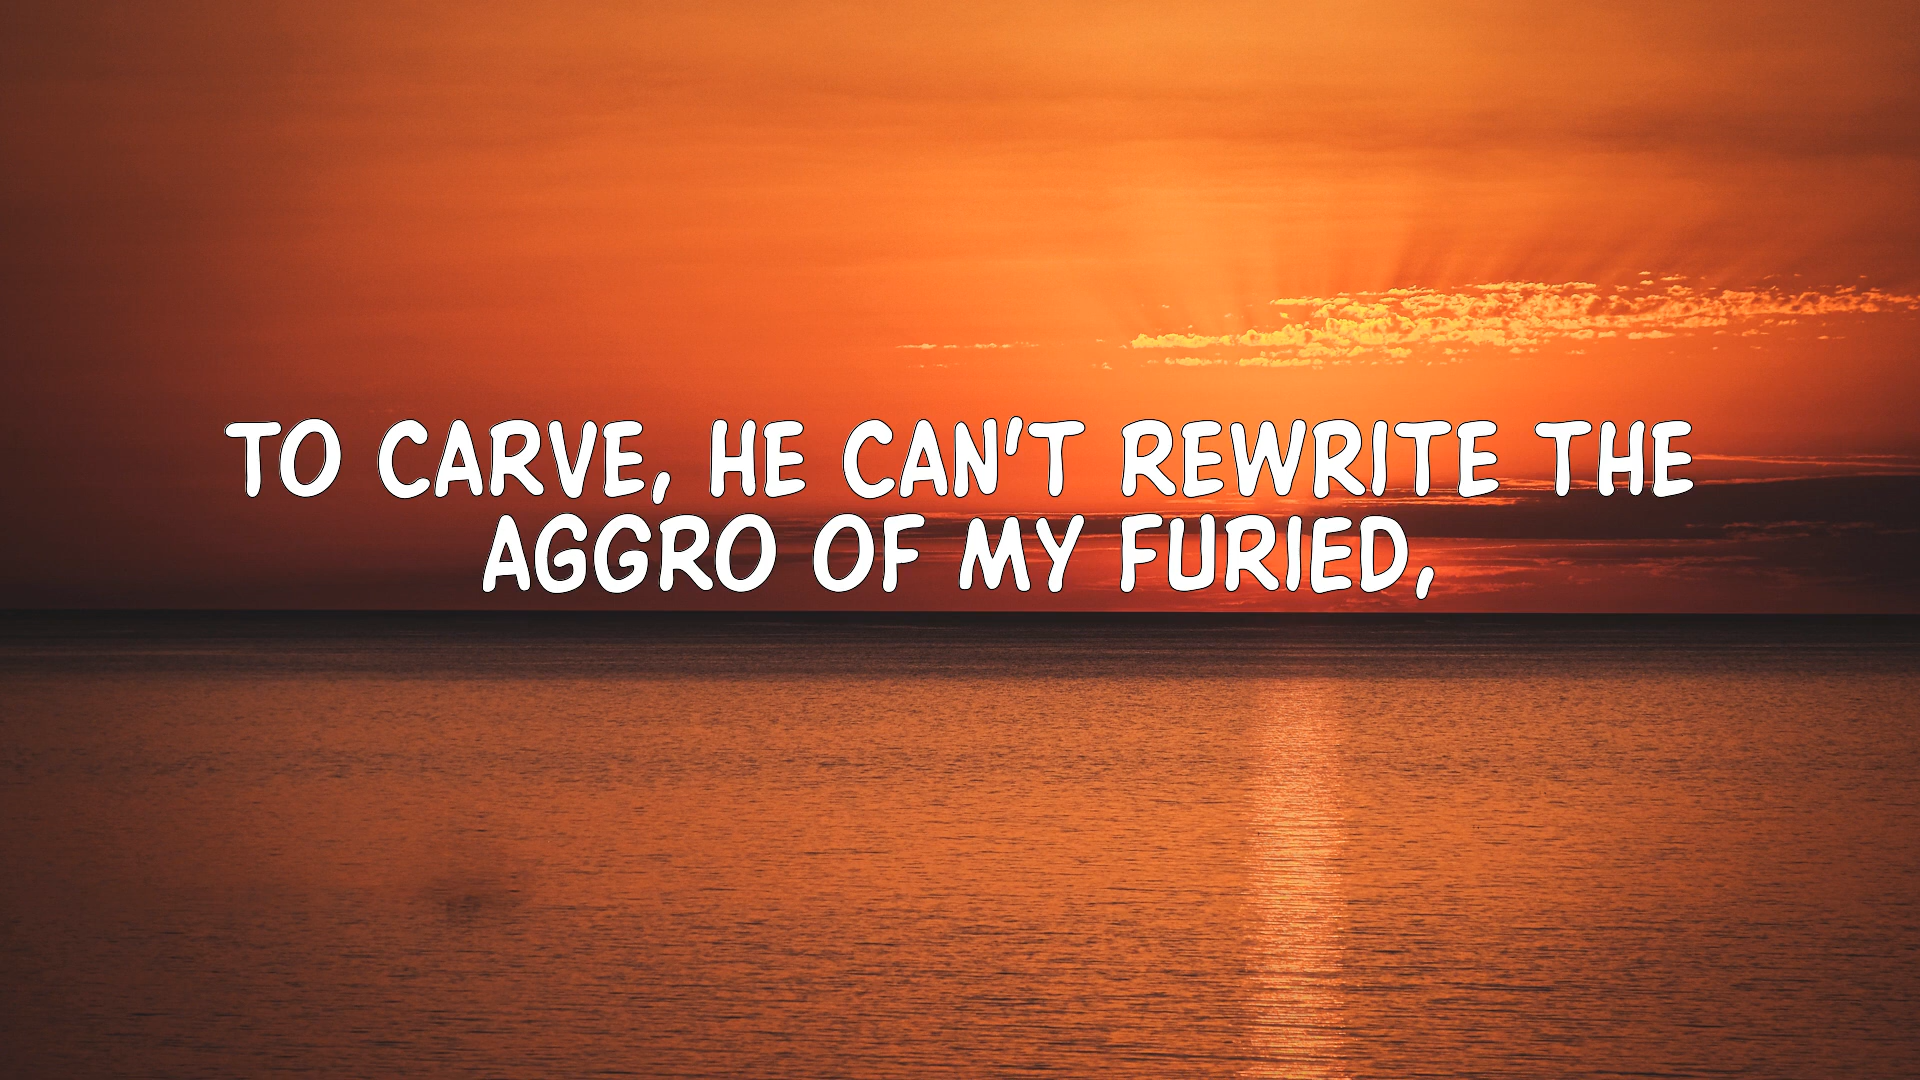 TO CARVE, HE CAN'T REWRITE THE
AGGRO OF MY FURIED,